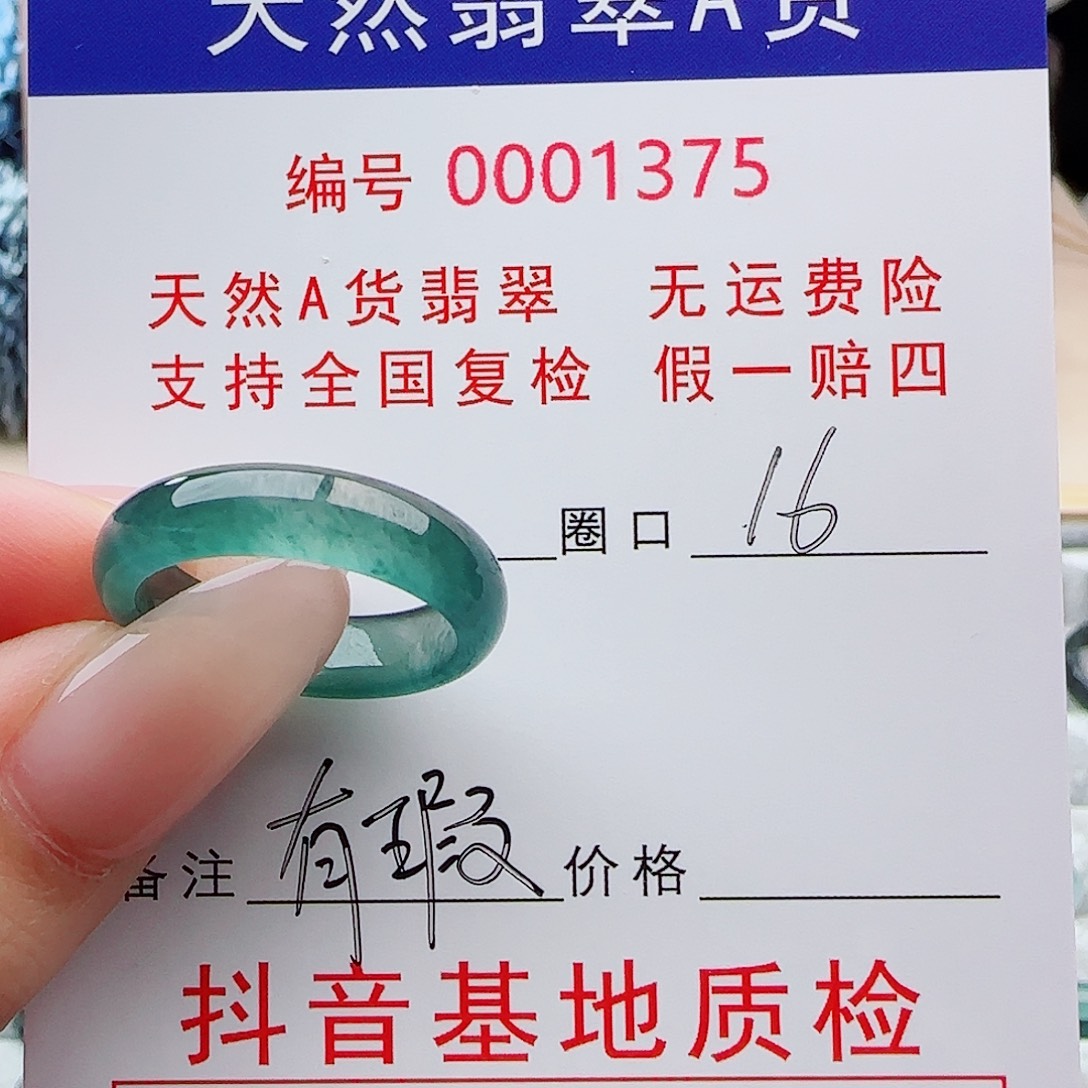 天然翡翠A货
编号 0001375
天然A货翡翠 无运费险
支持全国复检 假一赔四
圈口 16
备注 有瑕 价格
抖音基地质检